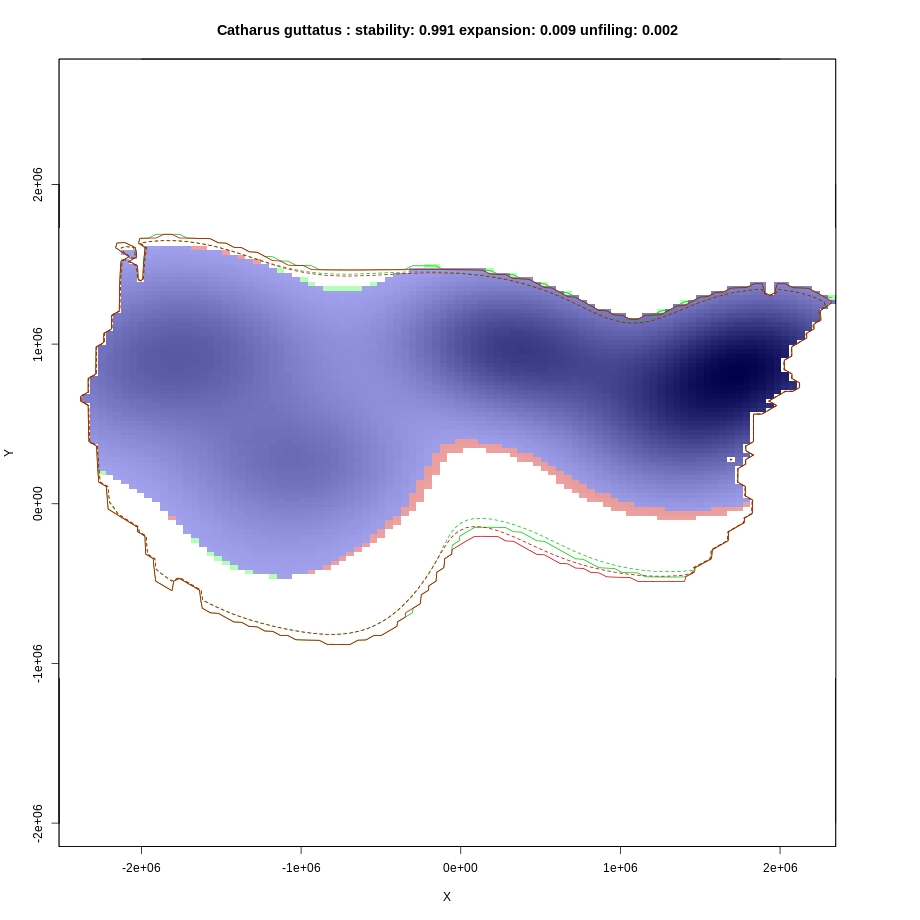 Catharus guttatus : stability: 0.991 expansion: 0.009 unfiling: 0.002
2e+06
1e+06
0e+00
-1e+06
-2e+06
Y
-2e+06 -1e+06 0e+00 1e+06 2e+06
X